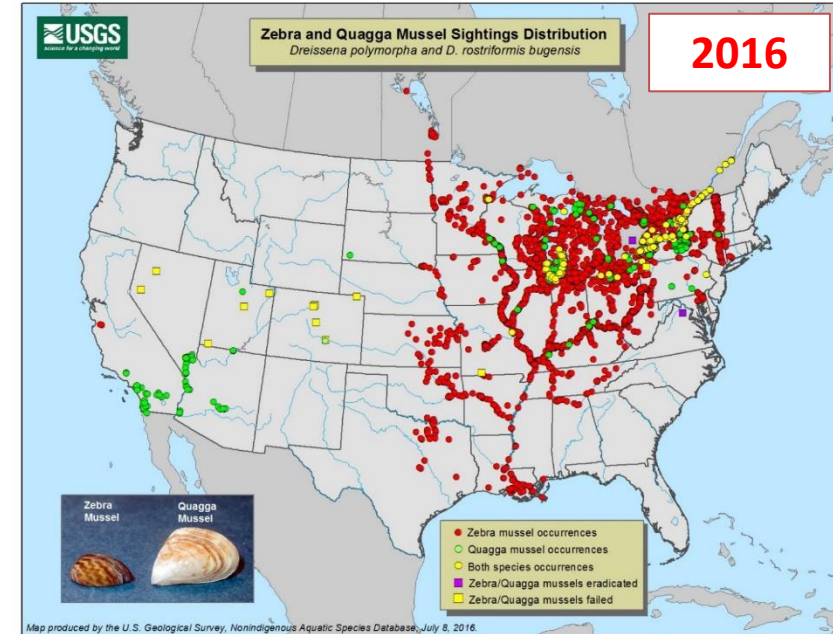 USGS
science for a changing world
Zebra and Quagga Mussel Sightings Distribution
Dreissena polymorpha and D. rostriformis bugensis
2016
Zebra
Mussel
Quagga
Mussel
Zebra mussel occurrences
Quagga mussel occurrences
Both species occurrences
Zebra/Quagga mussels eradicated
Zebra/Quagga mussels failed
Map produced by the U.S. Geological Survey, Nonindigenous Aquatic Species Database, July 8, 2016.